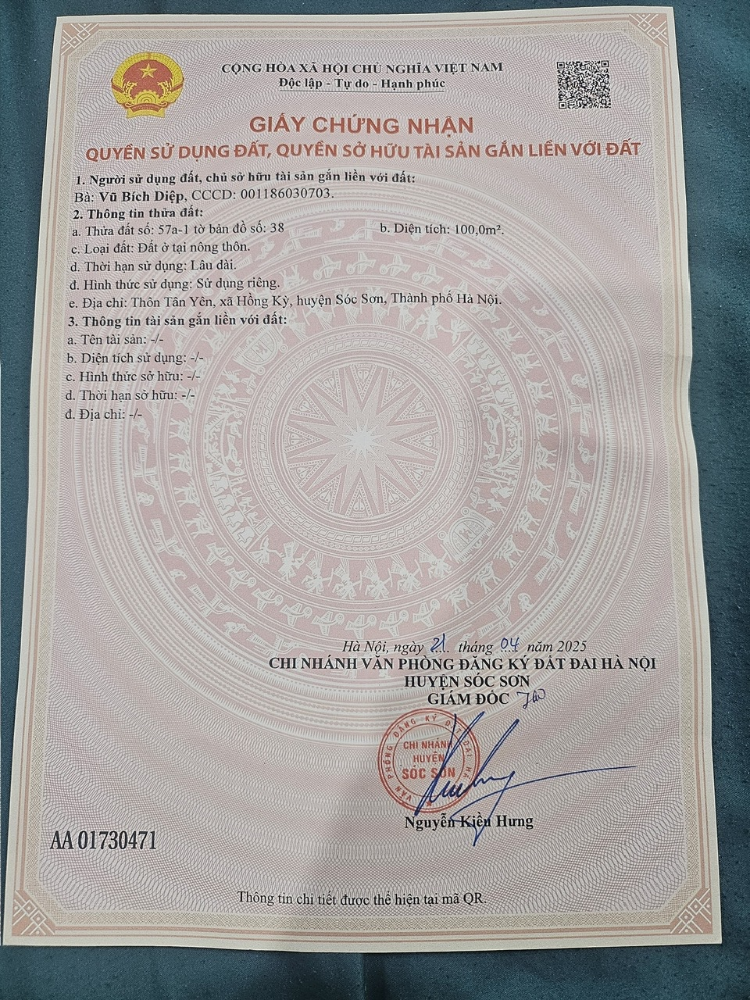 CỘNG HÒA XÃ HỘI CHỦ NGHĨA VIỆT NAM
Độc lập - Tự do - Hạnh phúc
GIẤY CHỨNG NHẬN
QUYỀN SỬ DỤNG ĐẤT, QUYỀN SỞ HỮU TÀI SẢN GẮN LIỀN VỚI ĐẤT
1. Người sử dụng đất, chủ sở hữu tài sản gắn liền với đất:
Bà: Vũ Bích Diệp, CCCD: 001186030703.
2. Thông tin thửa đất:
a. Thửa đất số: 57a-1 tờ bản đồ số: 38 b. Diện tích: 100,0m².
c. Loại đất: Đất ở tại nông thôn.
d. Thời hạn sử dụng: Lâu dài.
đ. Hình thức sử dụng: Sử dụng riêng.
e. Địa chỉ: Thôn Tân Yên, xã Hồng Kỳ, huyện Sóc Sơn, Thành phố Hà Nội.
3. Thông tin tài sản gắn liền với đất:
a. Tên tài sản: -/-
b. Diện tích sử dụng: -/-
c. Hình thức sở hữu: -/-
d. Thời hạn sở hữu: -/-
đ. Địa chỉ: -/-
Hà Nội, ngày 21 tháng 04 năm 2025
CHI NHÁNH VĂN PHÒNG ĐĂNG KÝ ĐẤT ĐAI HÀ NỘI
HUYỆN SÓC SƠN
GIÁM ĐỐC
VĂN PHÒNG ĐĂNG KÝ ĐẤT ĐAI HÀ
CHI NHÁNH
HUYỆN
SÓC SƠN
Nguyễn Kiều Hưng
AA 01730471
Thông tin chi tiết được thể hiện tại mã QR.